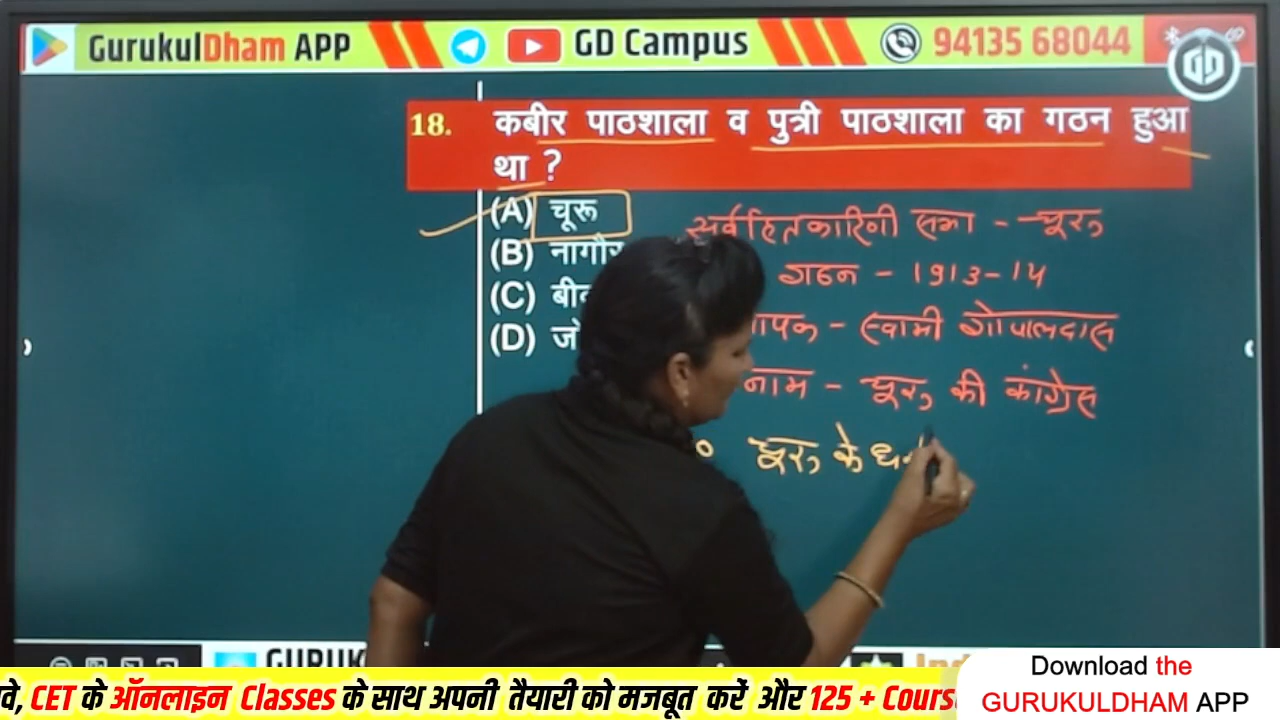 GurukulDham APP GD Campus 94135 68044
18. कबीर पाठशाला व पुत्री पाठशाला का गठन हुआ
था ?
(A) चूरू
(B) नागौर
(C)
(D)
सर्वहितकारिणी सभा - चूरू
गठन - 1913-14
- स्वामी गोपालदास
नाम - चूरू की कांग्रेस
चूरू के
CET के ऑनलाइन Classes के साथ अपनी तैयारी को मजबूत करें और 125 +
Download the
GURUKULDHAM APP